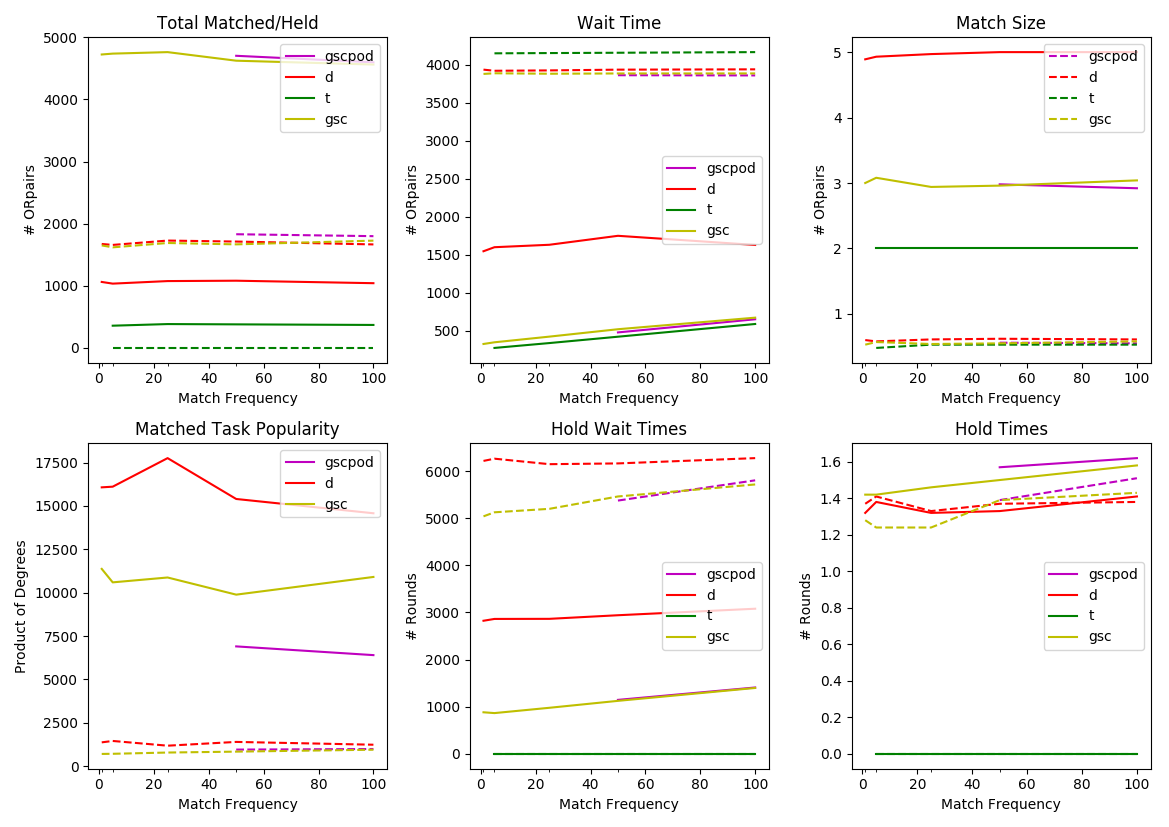 Total Matched/Held
# ORpairs
5000
4000
3000
2000
1000
0
0 20 40 60 80 100
Match Frequency
gscpod
d
t
gsc
Wait Time
# ORpairs
4000
3500
3000
2500
2000
1500
1000
500
0 20 40 60 80 100
Match Frequency
gscpod
d
t
gsc
Match Size
# ORpairs
5
4
3
2
1
0 20 40 60 80 100
Match Frequency
gscpod
d
t
gsc
Matched Task Popularity
Product of Degrees
17500
15000
12500
10000
7500
5000
2500
0
0 20 40 60 80 100
Match Frequency
gscpod
d
gsc
Hold Wait Times
# Rounds
6000
5000
4000
3000
2000
1000
0
0 20 40 60 80 100
Match Frequency
gscpod
d
t
gsc
Hold Times
# Rounds
1.6
1.4
1.2
1.0
0.8
0.6
0.4
0.2
0.0
0 20 40 60 80 100
Match Frequency
gscpod
d
t
gsc